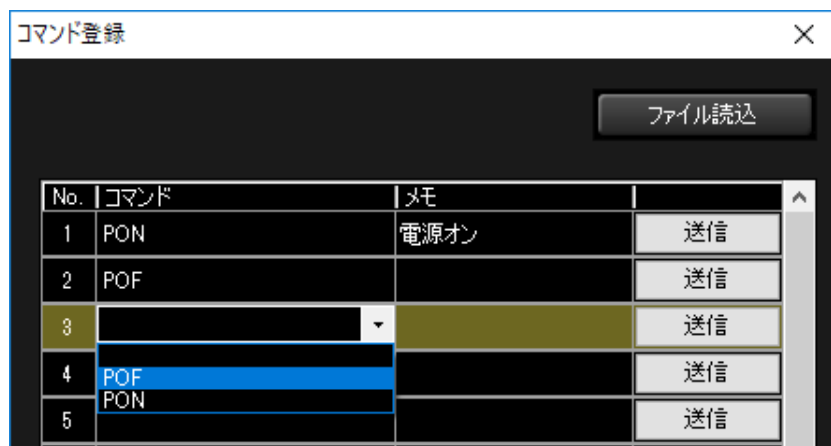 コマンド登録
ファイル読込
No. コマンド メモ
1 PON 電源オン 送信
2 POF 送信
3 送信
4 送信
POF
PON
5 送信